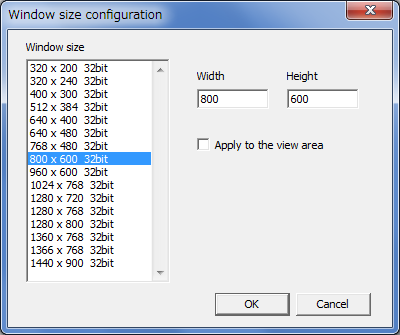 Window size configuration
Window size
320 x 200 32bit
320 x 240 32bit
400 x 300 32bit
512 x 384 32bit
640 x 400 32bit
640 x 480 32bit
768 x 480 32bit
800 x 600 32bit
960 x 600 32bit
1024 x 768 32bit
1280 x 720 32bit
1280 x 768 32bit
1280 x 800 32bit
1360 x 768 32bit
1366 x 768 32bit
1440 x 900 32bit
Width Height
800 600
Apply to the view area
OK Cancel